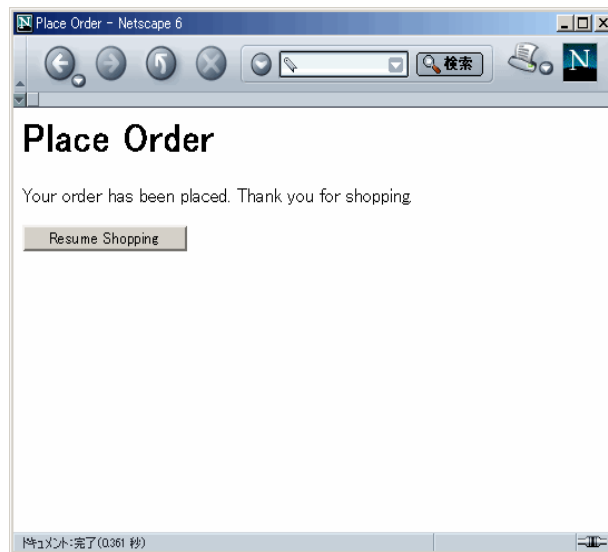 Place Order - Netscape 6
検索
N
Place Order
Your order has been placed. Thank you for shopping.
Resume Shopping
ドキュメント:完了(0.361 秒)